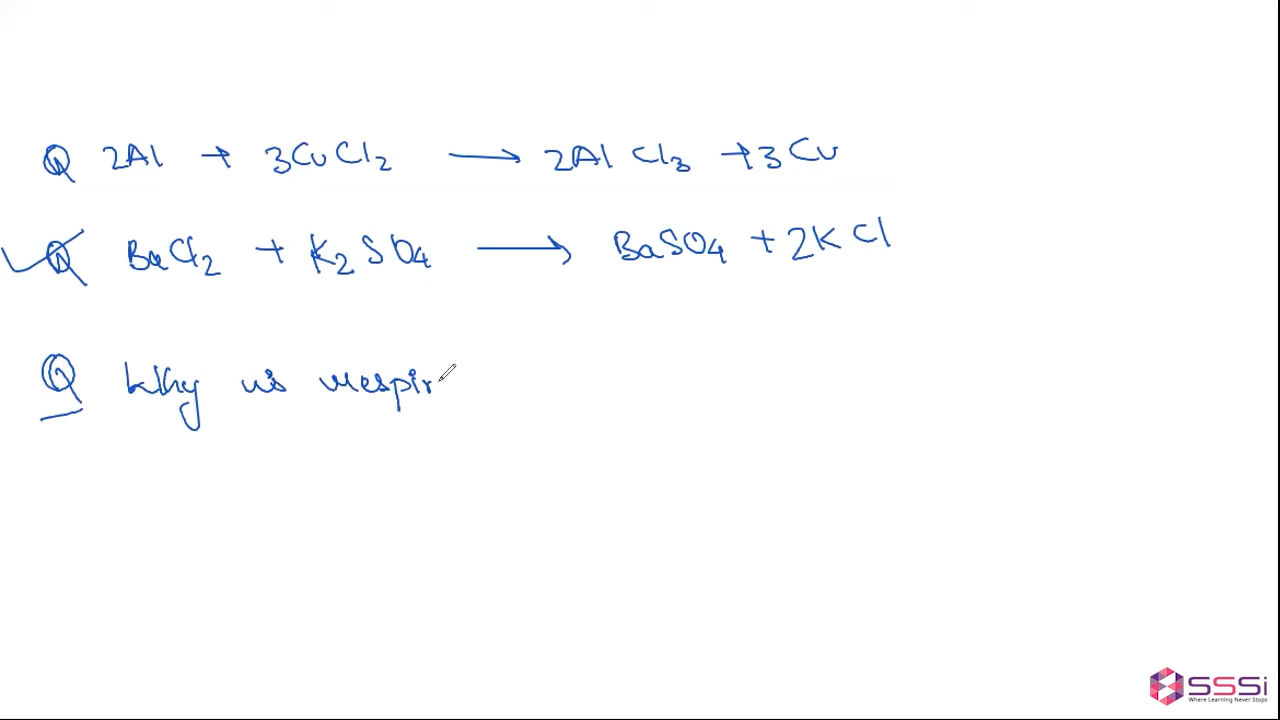 Q 2Al + 3CuCl2 → 2AlCl3 + 3Cu
Q BaCl2 + K2SO4 → BaSO4 + 2KCl
Q Why is respir
SSSi
Where Learning Never Stops